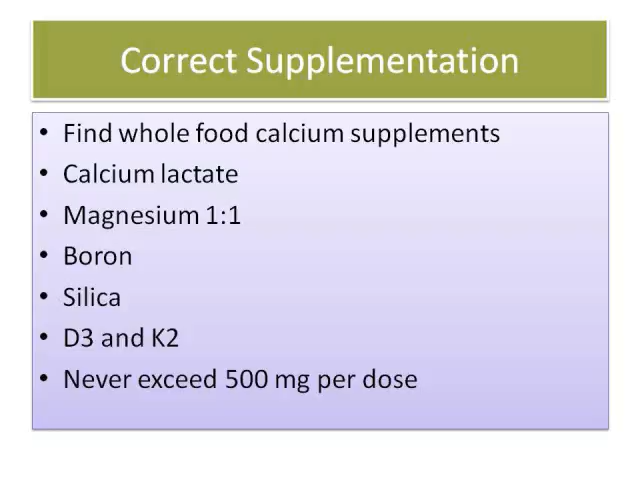 Correct Supplementation
• Find whole food calcium supplements
• Calcium lactate
• Magnesium 1:1
• Boron
• Silica
• D3 and K2
• Never exceed 500 mg per dose